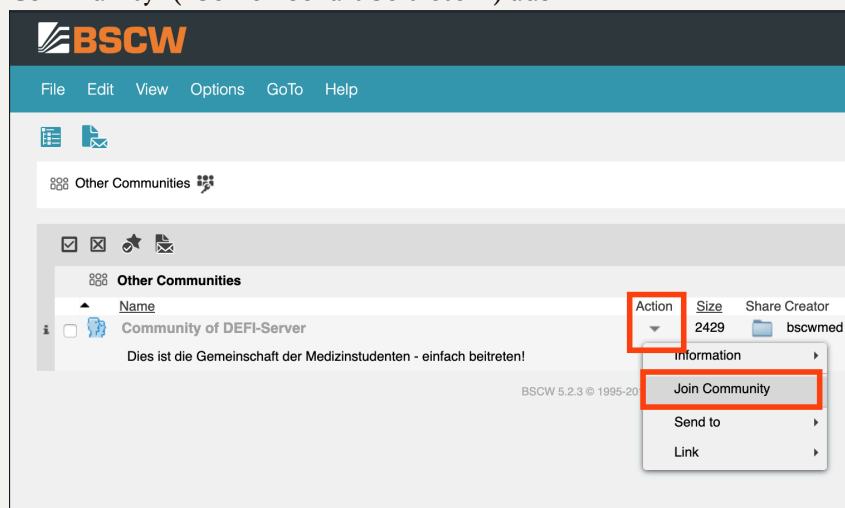 BSCW
File Edit View Options GoTo Help
Other Communities
Other Communities
Name Action Size Share Creator
Community of DEFI-Server 2429 bscwmed
Dies ist die Gemeinschaft der Medizinstudenten - einfach beitreten!
Information
BSCW 5.2.3 © 1995-20
Join Community
Send to
Link